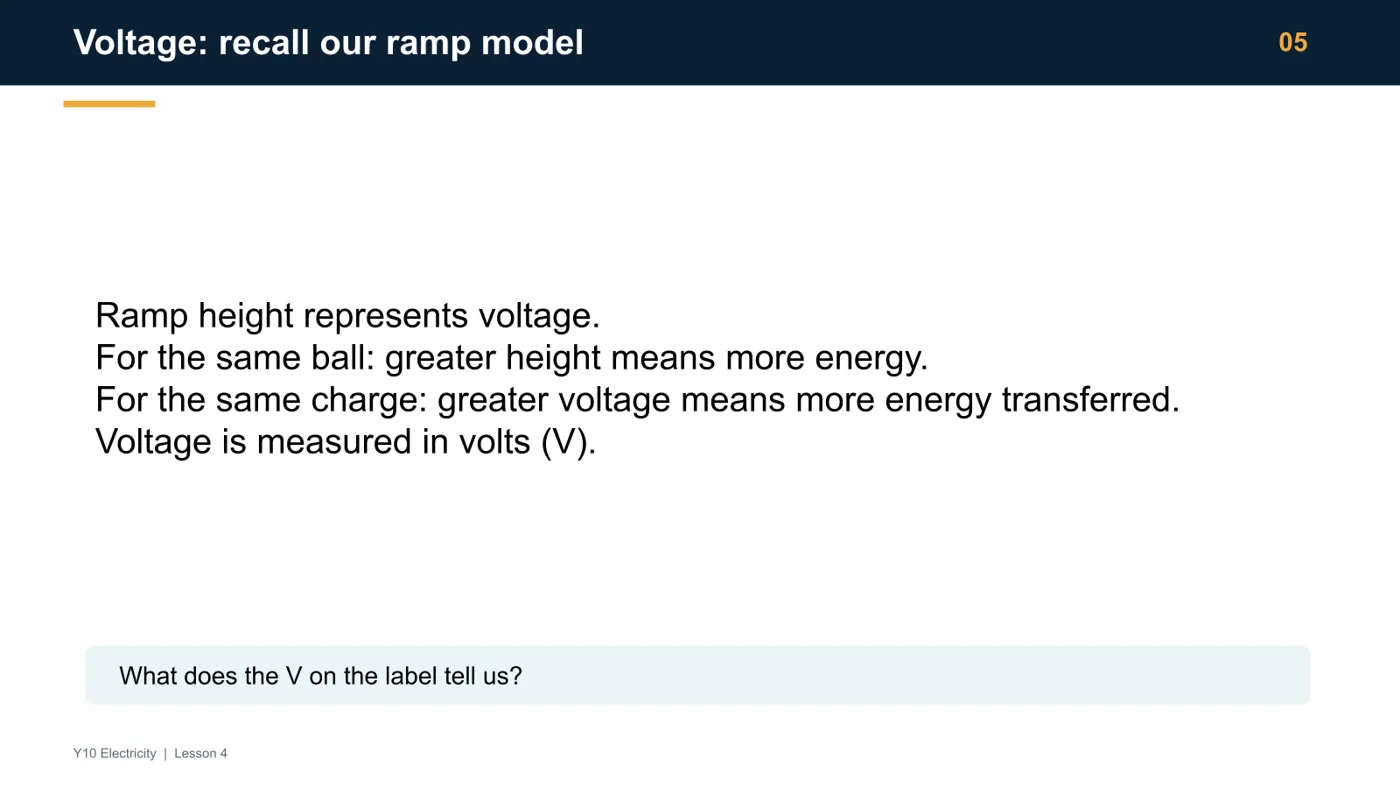 Voltage: recall our ramp model
05
Ramp height represents voltage.
For the same ball: greater height means more energy.
For the same charge: greater voltage means more energy transferred.
Voltage is measured in volts (V).
What does the V on the label tell us?
Y10 Electricity | Lesson 4